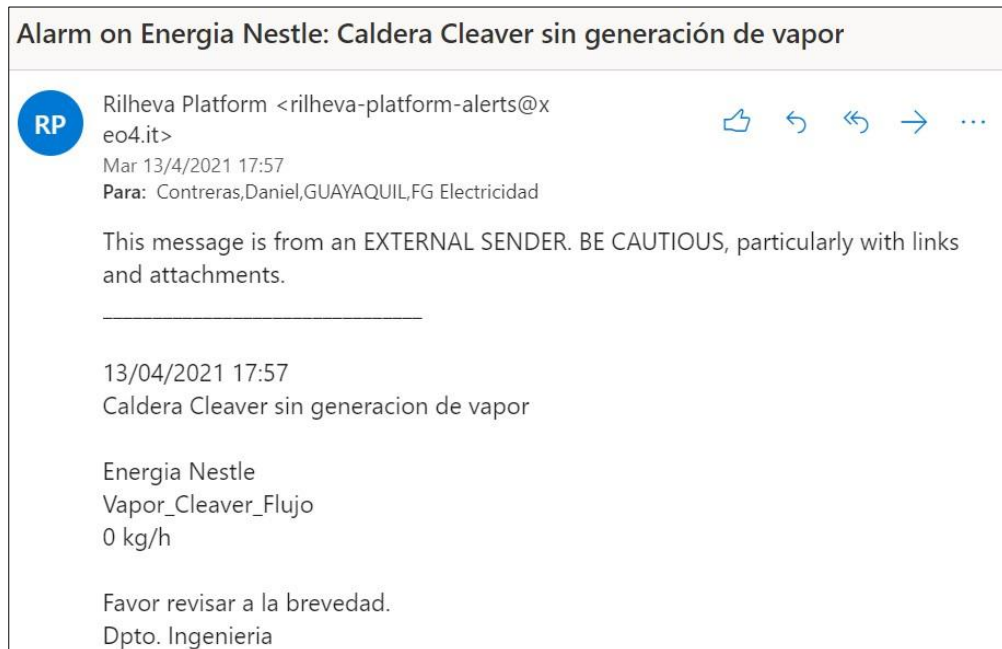 Alarm on Energia Nestle: Caldera Cleaver sin generación de vapor
RP
Rilheva Platform <rilheva-platform-alerts@x
eo4.it>
Mar 13/4/2021 17:57
Para: Contreras,Daniel,GUAYAQUIL,FG Electricidad
This message is from an EXTERNAL SENDER. BE CAUTIOUS, particularly with links
and attachments.
________________________________
13/04/2021 17:57
Caldera Cleaver sin generacion de vapor
Energia Nestle
Vapor_Cleaver_Flujo
0 kg/h
Favor revisar a la brevedad.
Dpto. Ingenieria